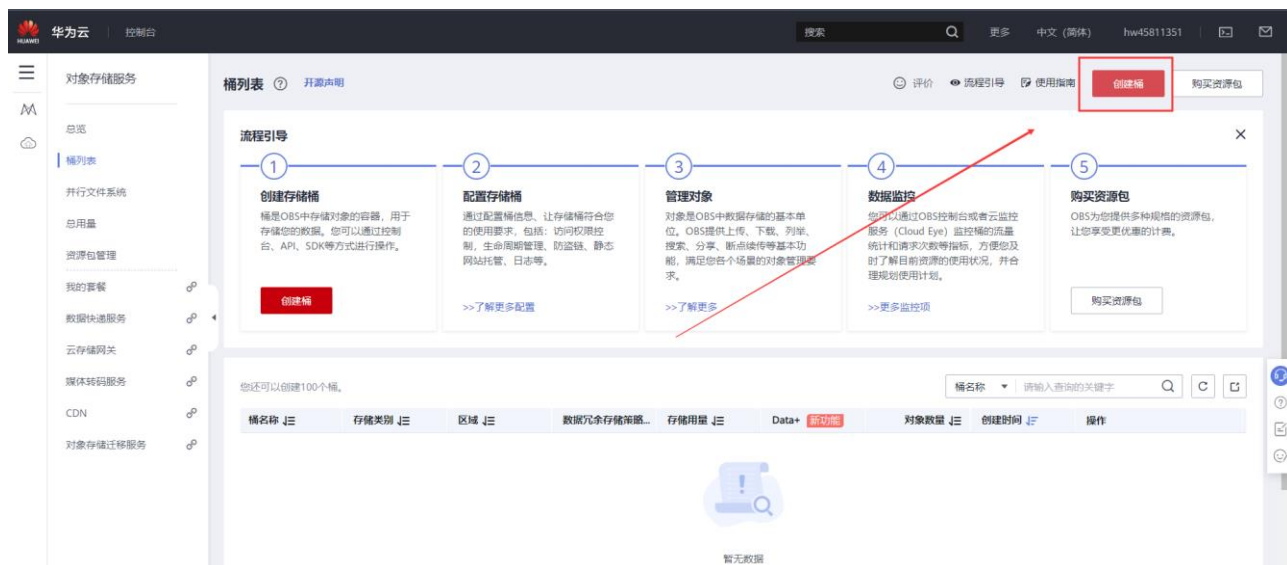 HUAWEI
华为云
控制台
搜索
更多
中文 (简体)
hw45811351
对象存储服务
总览
桶列表
并行文件系统
总用量
资源包管理
我的套餐
数据快递服务
云存储网关
媒体转码服务
CDN
对象存储迁移服务
桶列表
开源声明
评价
流程引导
使用指南
创建桶
购买资源包
流程引导
1
创建存储桶
桶是OBS中存储对象的容器，用于
存储您的数据。您可以通过控制
台、API、SDK等方式进行操作。
创建桶
2
配置存储桶
通过配置桶信息、让存储桶符合您
的使用要求，包括：访问权限控
制，生命周期管理、防盗链、静态
网站托管、日志等。
>>了解更多配置
3
管理对象
对象是OBS中数据存储的基本单
位。OBS提供上传、下载、列举、
搜索、分享、断点续传等基本功
能，满足您各个场景的对象管理要
求。
>>了解更多
4
数据监控
您可以通过OBS控制台或者云监控
服务（Cloud Eye）监控桶的流量
统计和请求次数等指标，方便您及
时了解目前资源的使用状况，并合
理规划使用计划。
>>更多监控项
5
购买资源包
OBS为您提供多种规格的资源包，
让您享受更优惠的计费。
购买资源包
您还可以创建100个桶。
桶名称
请输入查询的关键字
桶名称 存储类别 区域 数据冗余存储策略... 存储用量 Data+ 新功能 对象数量 创建时间 操作
暂无数据